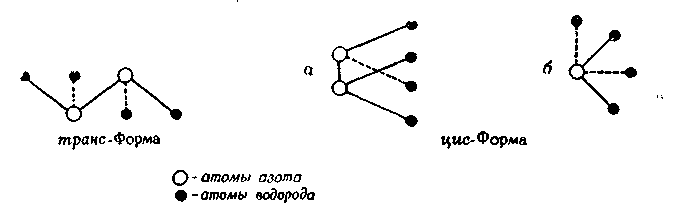 а
б
транс-Форма
цис-Форма
- атомы азота
- атомы водорода